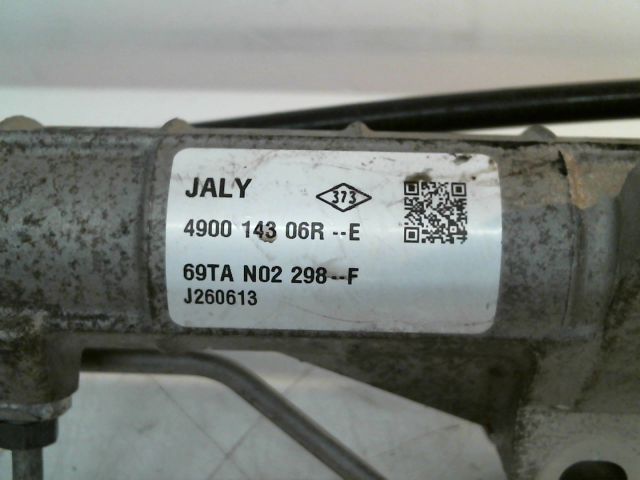 JALY 373
4900 143 06R --E
69TA N02 298--F
J260613